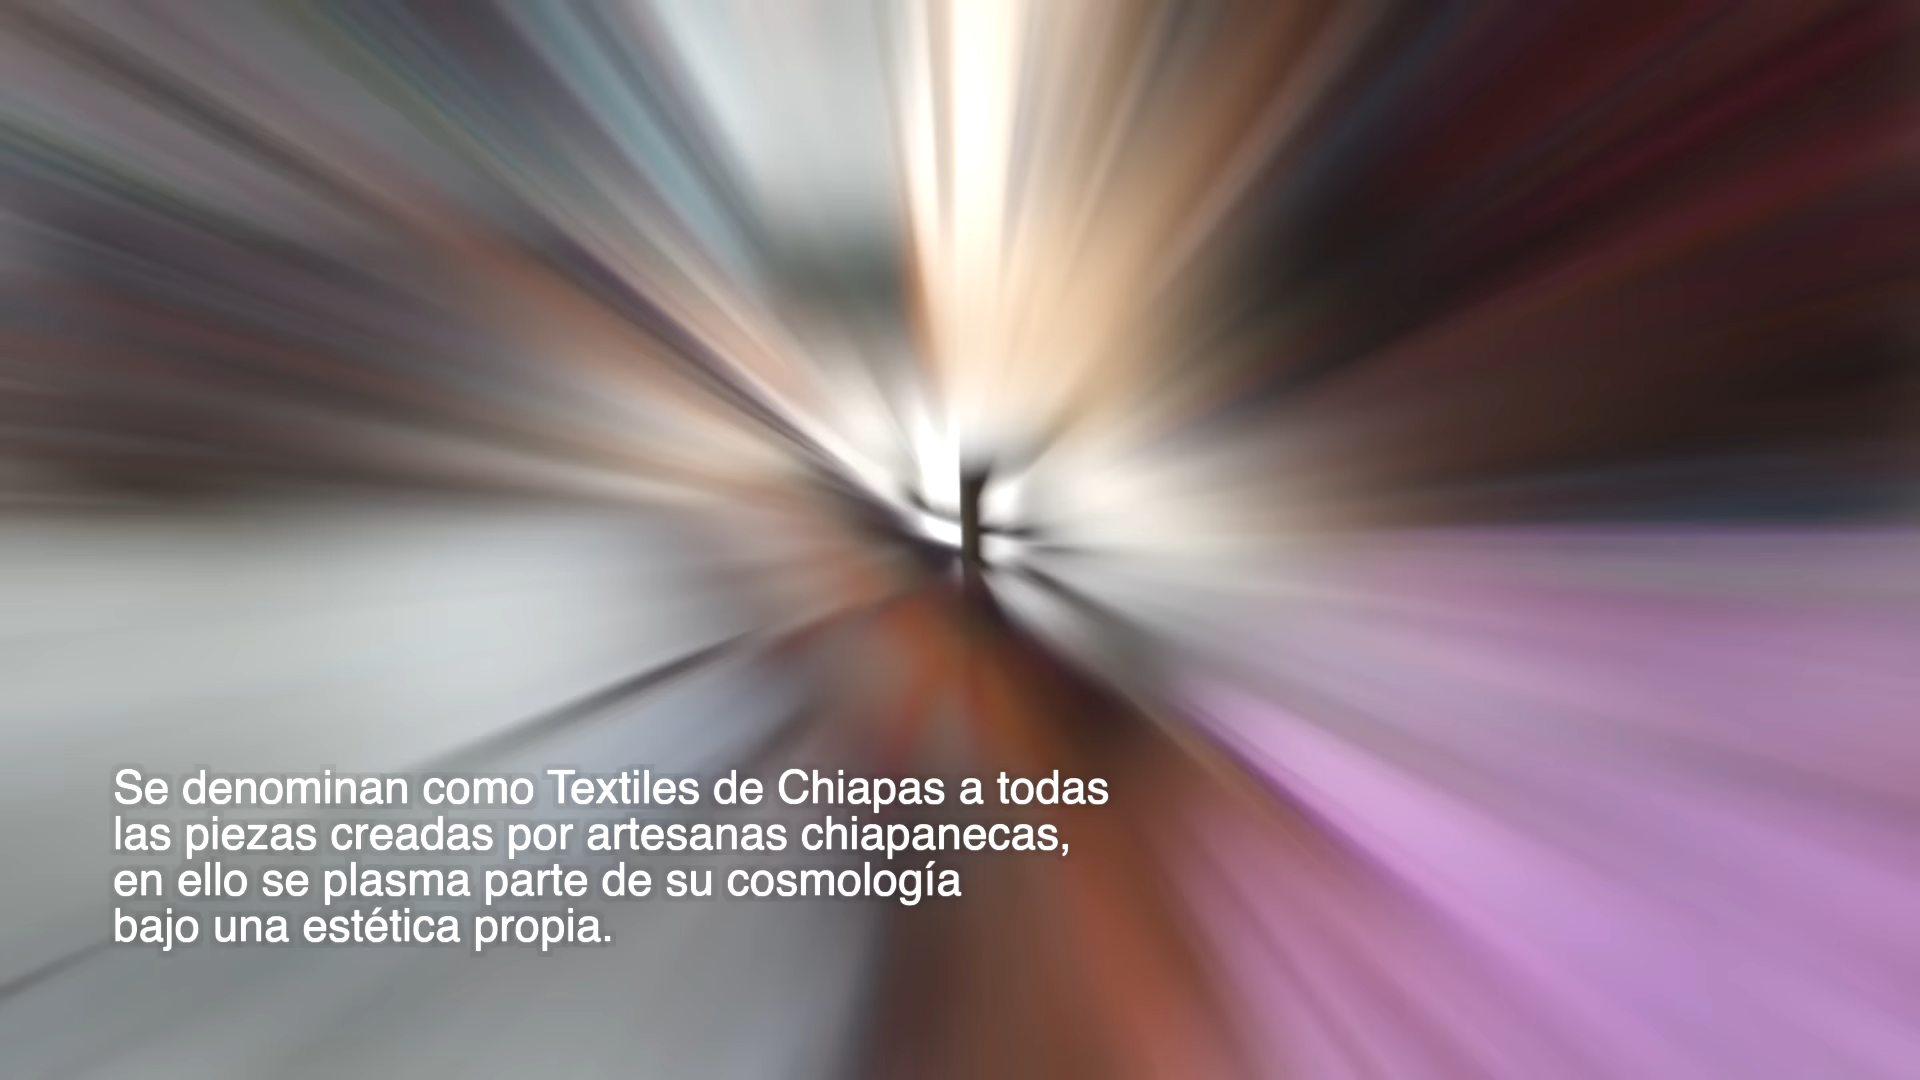 Se denominan como Textiles de Chiapas a todas
las piezas creadas por artesanas chiapanecas,
en ello se plasma parte de su cosmología
bajo una estética propia.